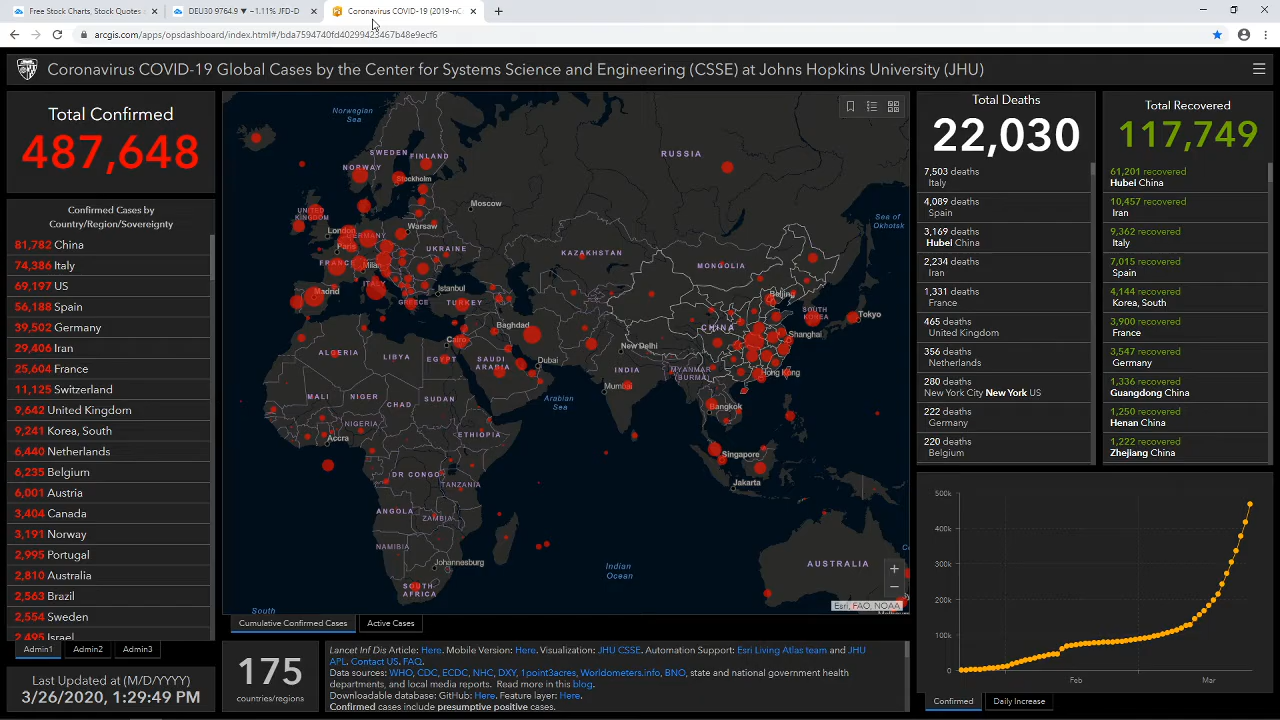 Free Stock Charts, Stock Quotes
DEU30 9764.9 ▼ −1.11% JFD-D
Coronavirus COVID-19 (2019-nC
arcgis.com/apps/opsdashboard/index.html#/bda7594740fd40299423467b48e9ecf6
Coronavirus COVID-19 Global Cases by the Center for Systems Science and Engineering (CSSE) at Johns Hopkins University (JHU)
Total Confirmed
487,648
Confirmed Cases by
Country/Region/Sovereignty
81,782 China
74,386 Italy
69,197 US
56,188 Spain
39,502 Germany
29,406 Iran
25,604 France
11,125 Switzerland
9,642 United Kingdom
9,241 Korea, South
6,440 Netherlands
6,235 Belgium
6,001 Austria
3,404 Canada
3,191 Norway
2,995 Portugal
2,810 Australia
2,563 Brazil
2,554 Sweden
2,495 Israel
Admin1
Admin2
Admin3
Last Updated at (M/D/YYYY)
3/26/2020, 1:29:49 PM
Norwegian
Sea
SWEDEN
FINLAND
NORWAY
Stockholm
RUSSIA
Moscow
UNITED
KINGDOM
Sea of
Okhotsk
London
GERMANY
Warsaw
Paris
UKRAINE
KAZAKHSTAN
FRANCE
Milan
MONGOLIA
Madrid
ITALY
Istanbul
GREECE
TURKEY
Beijing
SOUTH
KOREA
Tokyo
Baghdad
CHINA
Shanghai
Cairo
New Delhi
ALGERIA
LIBYA
EGYPT
SAUDI
ARABIA
Dubai
INDIA
MYANMAR
(BURMA)
Hong Kong
Mumbai
MALI
NIGER
CHAD
SUDAN
Arabian
Sea
Bangkok
NIGERIA
Accra
ETHIOPIA
Singapore
DR CONGO
TANZANIA
Jakarta
ANGOLA
ZAMBIA
NAMIBIA
Johannesburg
Indian
Ocean
AUSTRALIA
SOUTH
AFRICA
South
+
−
Esri, FAO, NOAA
Cumulative Confirmed Cases
Active Cases
175
countries/regions
Lancet Inf Dis Article: Here. Mobile Version: Here. Visualization: JHU CSSE. Automation Support: Esri Living Atlas team and JHU
APL. Contact US. FAQ.
Data sources: WHO, CDC, ECDC, NHC, DXY, 1point3acres, Worldometers.info, BNO, state and national government health
departments, and local media reports. Read more in this blog.
Downloadable database: GitHub: Here. Feature layer: Here.
Confirmed cases include presumptive positive cases.
Total Deaths
22,030
7,503 deaths
Italy
4,089 deaths
Spain
3,169 deaths
Hubei China
2,234 deaths
Iran
1,331 deaths
France
465 deaths
United Kingdom
356 deaths
Netherlands
280 deaths
New York City New York US
222 deaths
Germany
220 deaths
Belgium
Total Recovered
117,749
61,201 recovered
Hubei China
10,457 recovered
Iran
9,362 recovered
Italy
7,015 recovered
Spain
4,144 recovered
Korea, South
3,900 recovered
France
3,547 recovered
Germany
1,336 recovered
Guangdong China
1,250 recovered
Henan China
1,222 recovered
Zhejiang China
500k
400k
300k
200k
100k
0
Feb
Mar
Confirmed
Daily Increase